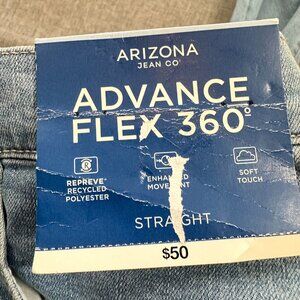 ARIZONA
JEAN CO
ADVANCE
FLEX 360°
REPREVE®
RECYCLED
POLYESTER
ENHANCED
MOVEMENT
SOFT
TOUCH
STRAIGHT
$50